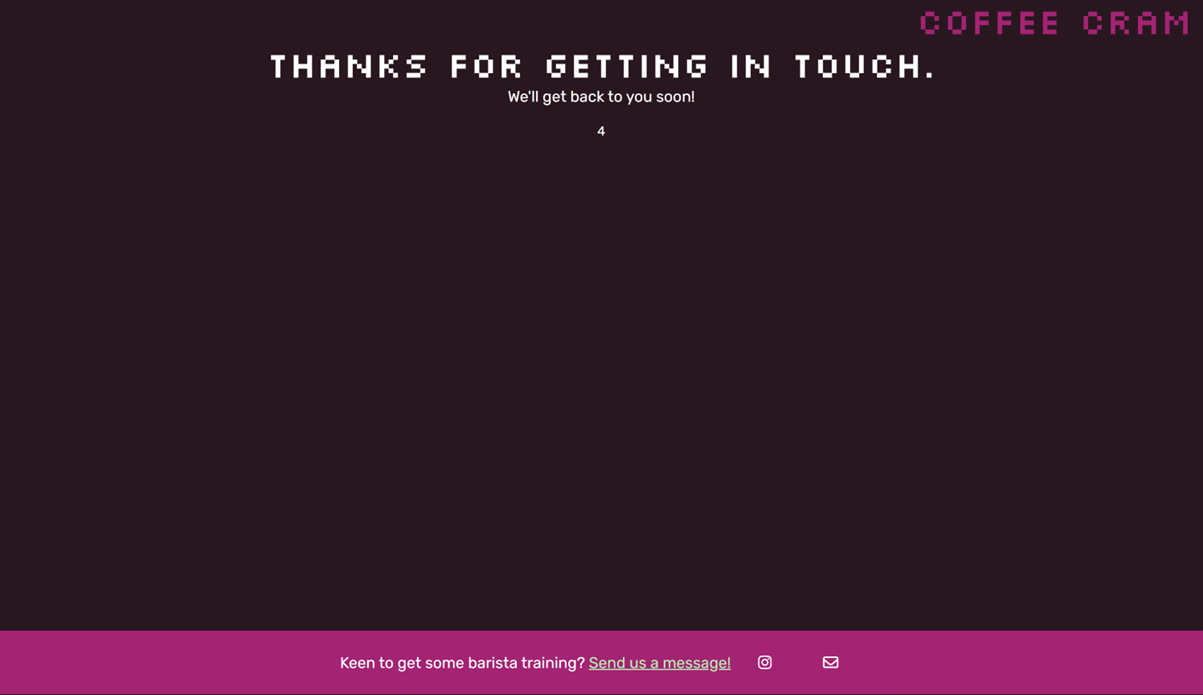 COFFEE CRAM
THANKS FOR GETTING IN TOUCH.
We'll get back to you soon!
4
Keen to get some barista training? Send us a message!